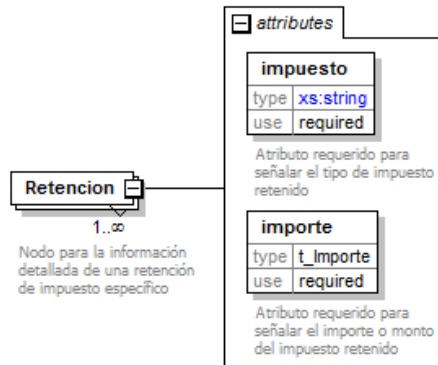 attributes
impuesto
type xs:string
use required
Atributo requerido para
señalar el tipo de impuesto
retenido
Retencion
1..∞
Nodo para la información
detallada de una retención
de impuesto específico
importe
type t_Importe
use required
Atributo requerido para
señalar el importe o monto
del impuesto retenido